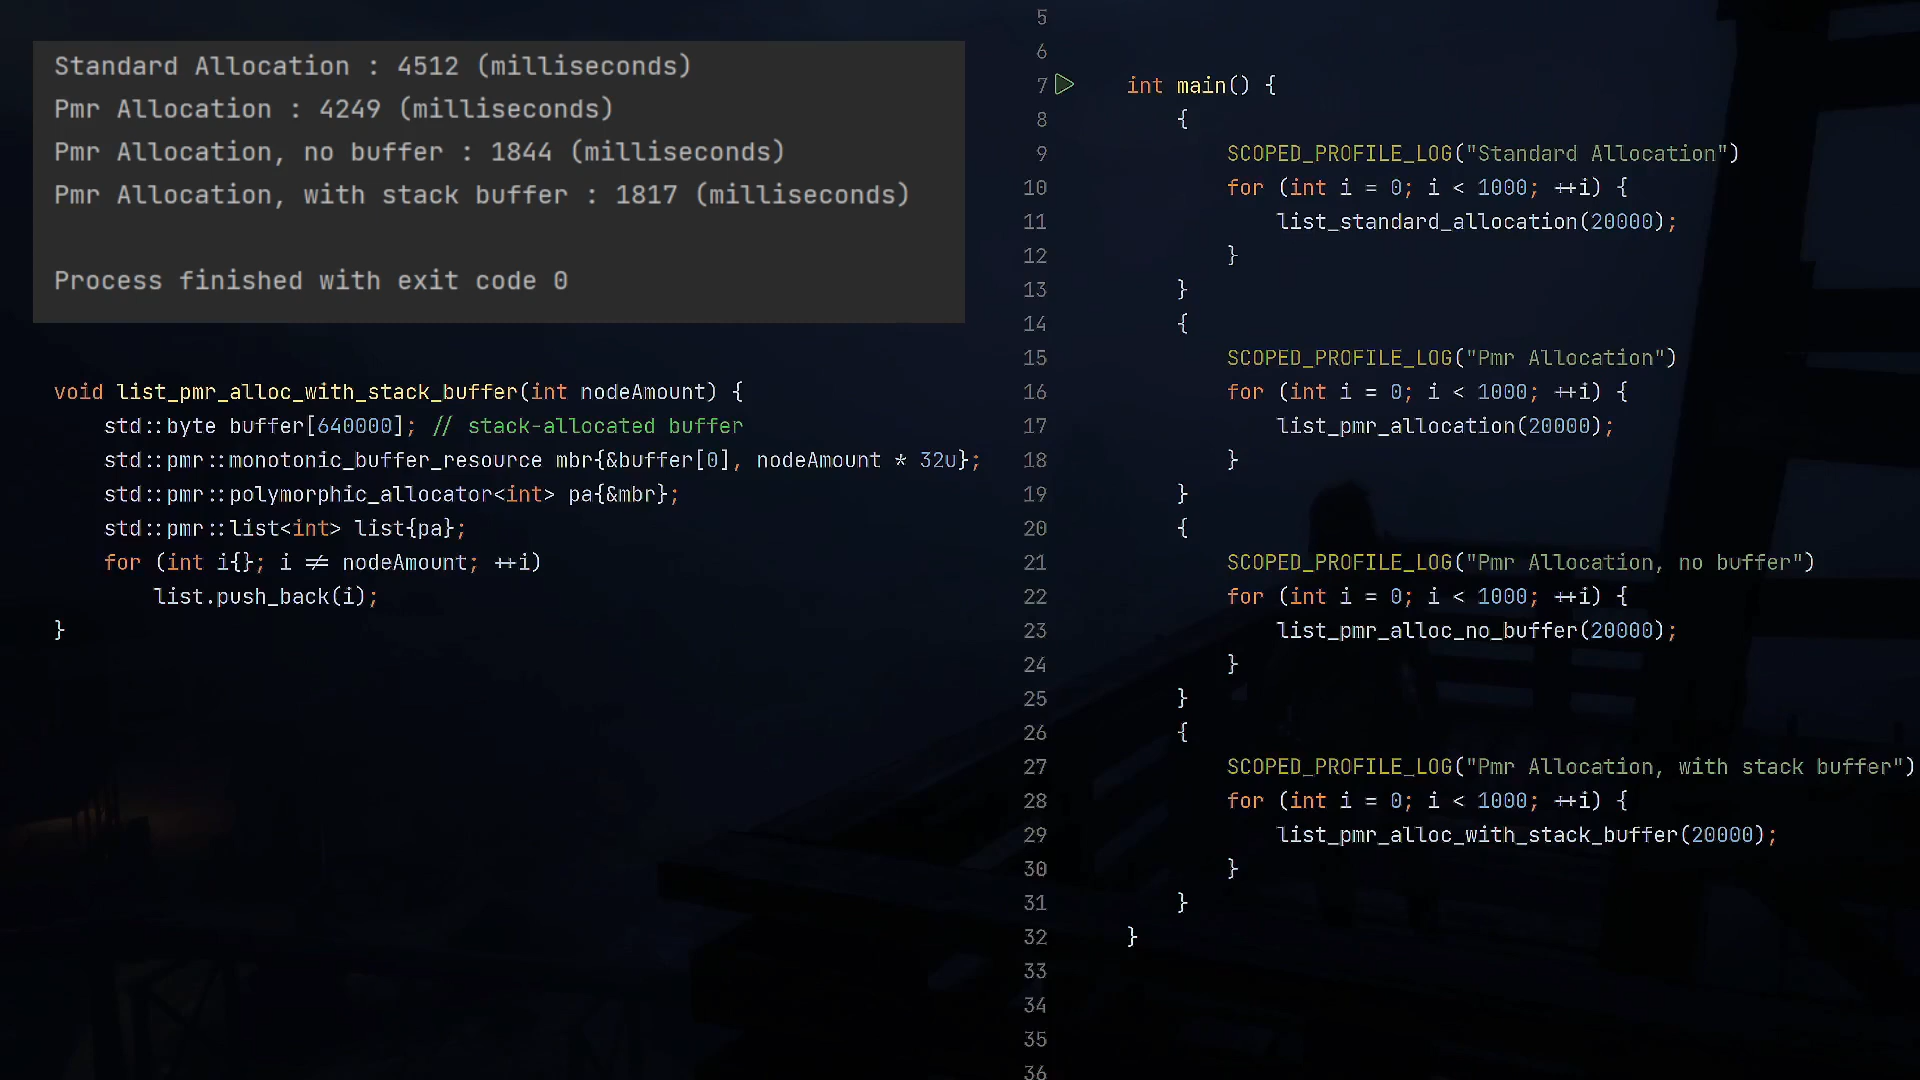 Standard Allocation : 4512 (milliseconds)
Pmr Allocation : 4249 (milliseconds)
Pmr Allocation, no buffer : 1844 (milliseconds)
Pmr Allocation, with stack buffer : 1817 (milliseconds)
Process finished with exit code 0
void list_pmr_alloc_with_stack_buffer(int nodeAmount) {
std::byte buffer[640000]; // stack-allocated buffer
std::pmr::monotonic_buffer_resource mbr{&buffer[0], nodeAmount * 32u};
std::pmr::polymorphic_allocator<int> pa{&mbr};
std::pmr::list<int> list{pa};
for (int i{}; i != nodeAmount; ++i)
list.push_back(i);
}
5
6
7 int main() {
8 {
9 SCOPED_PROFILE_LOG("Standard Allocation")
10 for (int i = 0; i < 1000; ++i) {
11 list_standard_allocation(20000);
12 }
13 }
14 {
15 SCOPED_PROFILE_LOG("Pmr Allocation")
16 for (int i = 0; i < 1000; ++i) {
17 list_pmr_allocation(20000);
18 }
19 }
20 {
21 SCOPED_PROFILE_LOG("Pmr Allocation, no buffer")
22 for (int i = 0; i < 1000; ++i) {
23 list_pmr_alloc_no_buffer(20000);
24 }
25 }
26 {
27 SCOPED_PROFILE_LOG("Pmr Allocation, with stack buffer")
28 for (int i = 0; i < 1000; ++i) {
29 list_pmr_alloc_with_stack_buffer(20000);
30 }
31 }
32 }
33
34
35
36